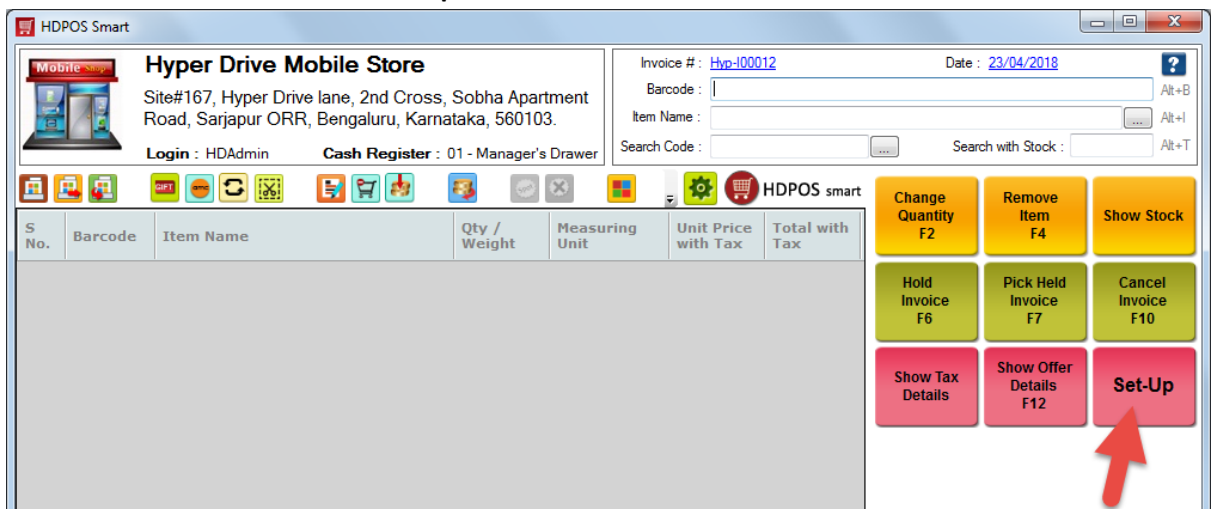 HDPOS Smart
Mobile Shop
Hyper Drive Mobile Store
Site#167, Hyper Drive lane, 2nd Cross, Sobha Apartment
Road, Sarjapur ORR, Bengaluru, Karnataka, 560103.
Login : HDAdmin Cash Register : 01 - Manager's Drawer
Invoice # : Hyp-I00012 Date : 23/04/2018 ?
Barcode : Alt+B
Item Name : ... Alt+I
Search Code : ... Search with Stock : Alt+T
GIFT amc HDPOS smart
S
No. Barcode Item Name Qty /
Weight Measuring
Unit Unit Price
with Tax Total with
Tax
Change
Quantity
F2
Remove
Item
F4
Show Stock
Hold
Invoice
F6
Pick Held
Invoice
F7
Cancel
Invoice
F10
Show Tax
Details
Show Offer
Details
F12
Set-Up